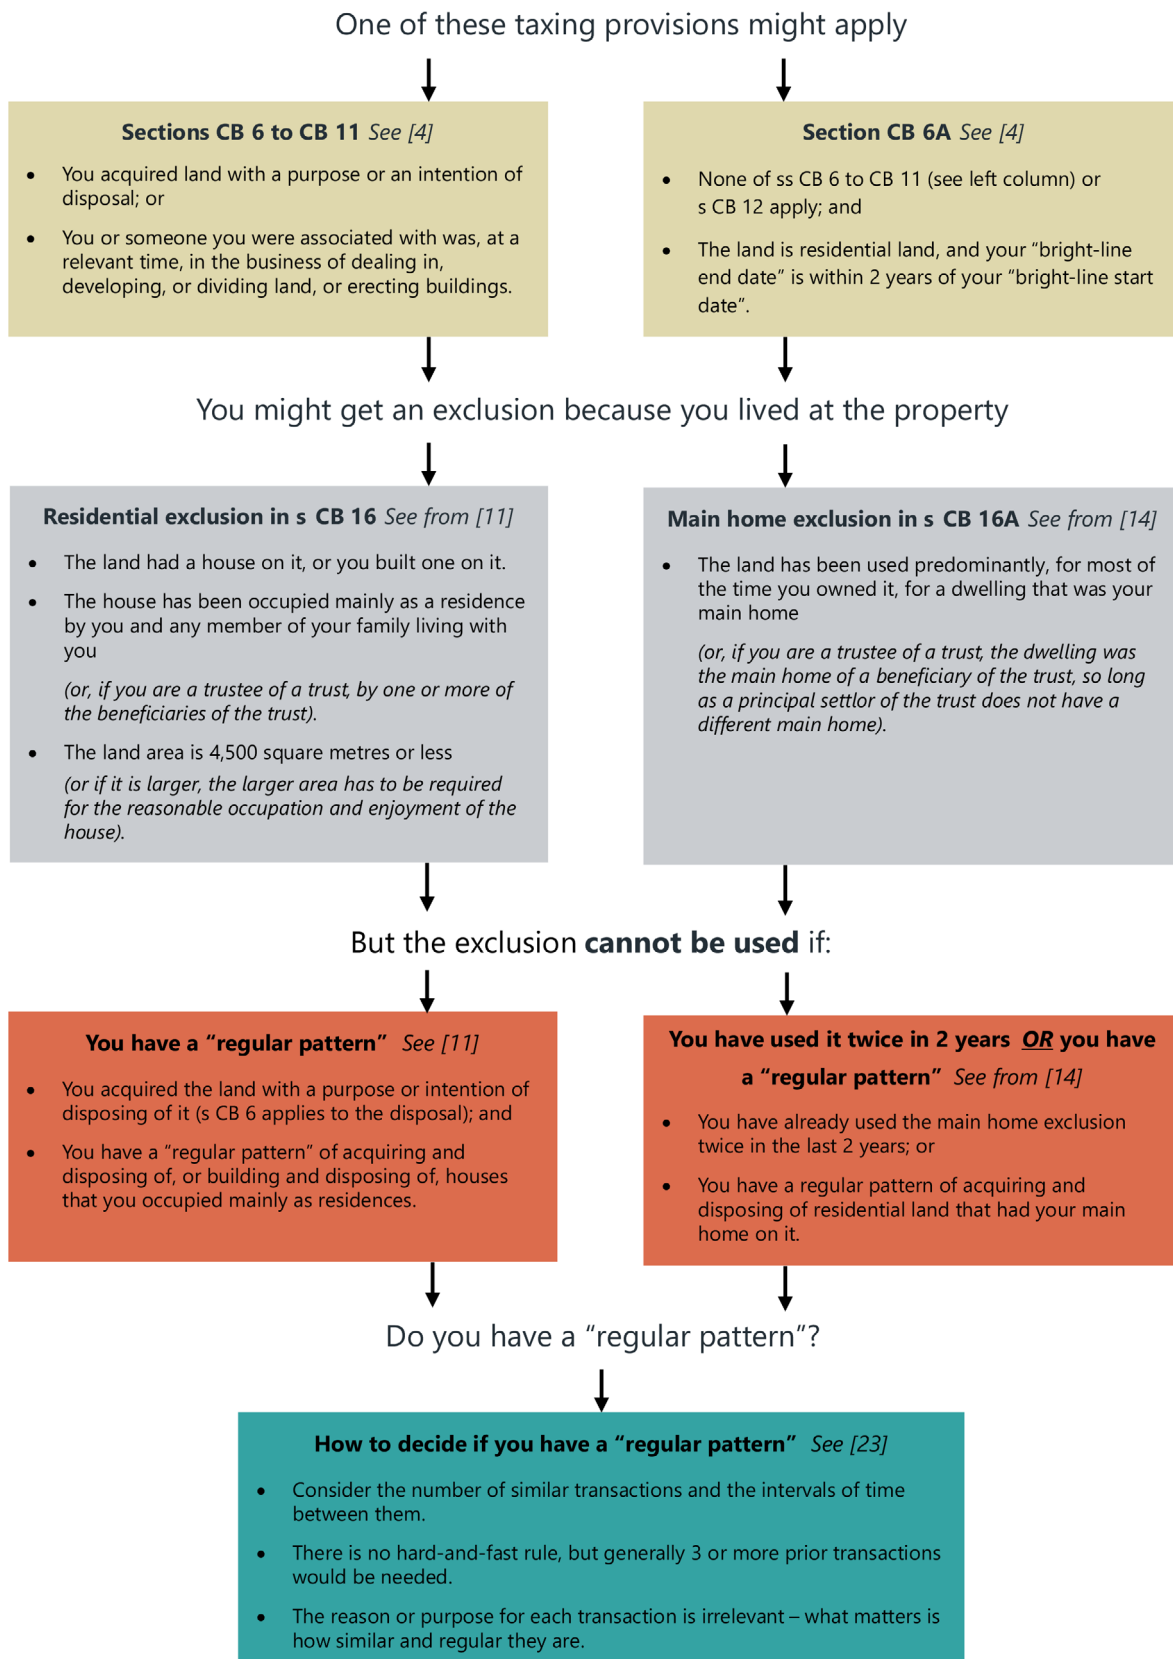 One of these taxing provisions might apply
Sections CB 6 to CB 11 See [4]
• You acquired land with a purpose or an intention of
disposal; or
• You or someone you were associated with was, at a
relevant time, in the business of dealing in,
developing, or dividing land, or erecting buildings.
Section CB 6A See [4]
• None of ss CB 6 to CB 11 (see left column) or
s CB 12 apply; and
• The land is residential land, and your “bright-line
end date” is within 2 years of your “bright-line start
date”.
You might get an exclusion because you lived at the property
Residential exclusion in s CB 16 See from [11]
• The land had a house on it, or you built one on it.
• The house has been occupied mainly as a residence
by you and any member of your family living with
you
(or, if you are a trustee of a trust, by one or more of
the beneficiaries of the trust).
• The land area is 4,500 square metres or less
(or if it is larger, the larger area has to be required
for the reasonable occupation and enjoyment of the
house).
Main home exclusion in s CB 16A See from [14]
• The land has been used predominantly, for most of
the time you owned it, for a dwelling that was your
main home
(or, if you are a trustee of a trust, the dwelling was
the main home of a beneficiary of the trust, so long
as a principal settlor of the trust does not have a
different main home).
But the exclusion cannot be used if:
You have a “regular pattern” See [11]
• You acquired the land with a purpose or intention of
disposing of it (s CB 6 applies to the disposal); and
• You have a “regular pattern” of acquiring and
disposing of, or building and disposing of, houses
that you occupied mainly as residences.
You have used it twice in 2 years OR you have
a “regular pattern” See from [14]
• You have already used the main home exclusion
twice in the last 2 years; or
• You have a regular pattern of acquiring and
disposing of residential land that had your main
home on it.
Do you have a “regular pattern”?
How to decide if you have a “regular pattern” See [23]
• Consider the number of similar transactions and the intervals of time
between them.
• There is no hard-and-fast rule, but generally 3 or more prior transactions
would be needed.
• The reason or purpose for each transaction is irrelevant – what matters is
how similar and regular they are.